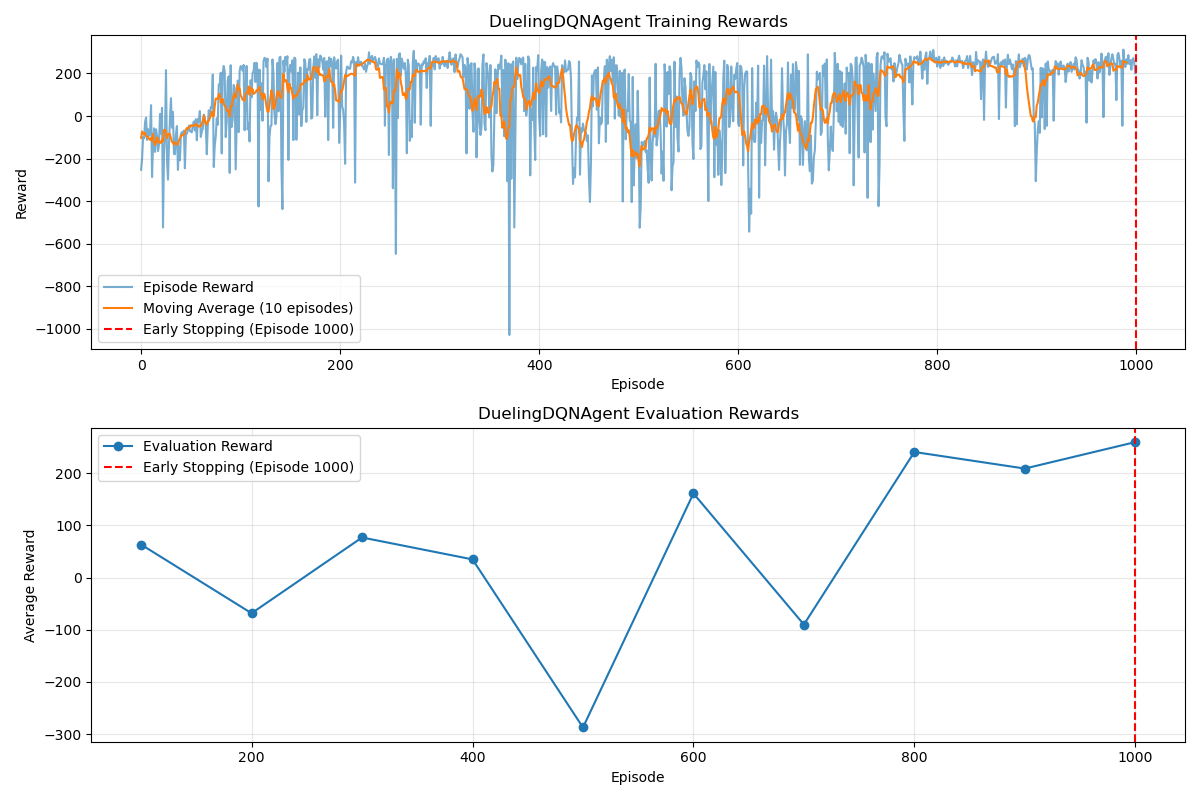 DuelingDQNAgent Training Rewards
200
0
−200
−400
−600
−800
−1000
Reward
Episode Reward
Moving Average (10 episodes)
Early Stopping (Episode 1000)
0 200 400 600 800 1000
Episode
DuelingDQNAgent Evaluation Rewards
200
100
0
−100
−200
−300
Average Reward
Evaluation Reward
Early Stopping (Episode 1000)
200 400 600 800 1000
Episode